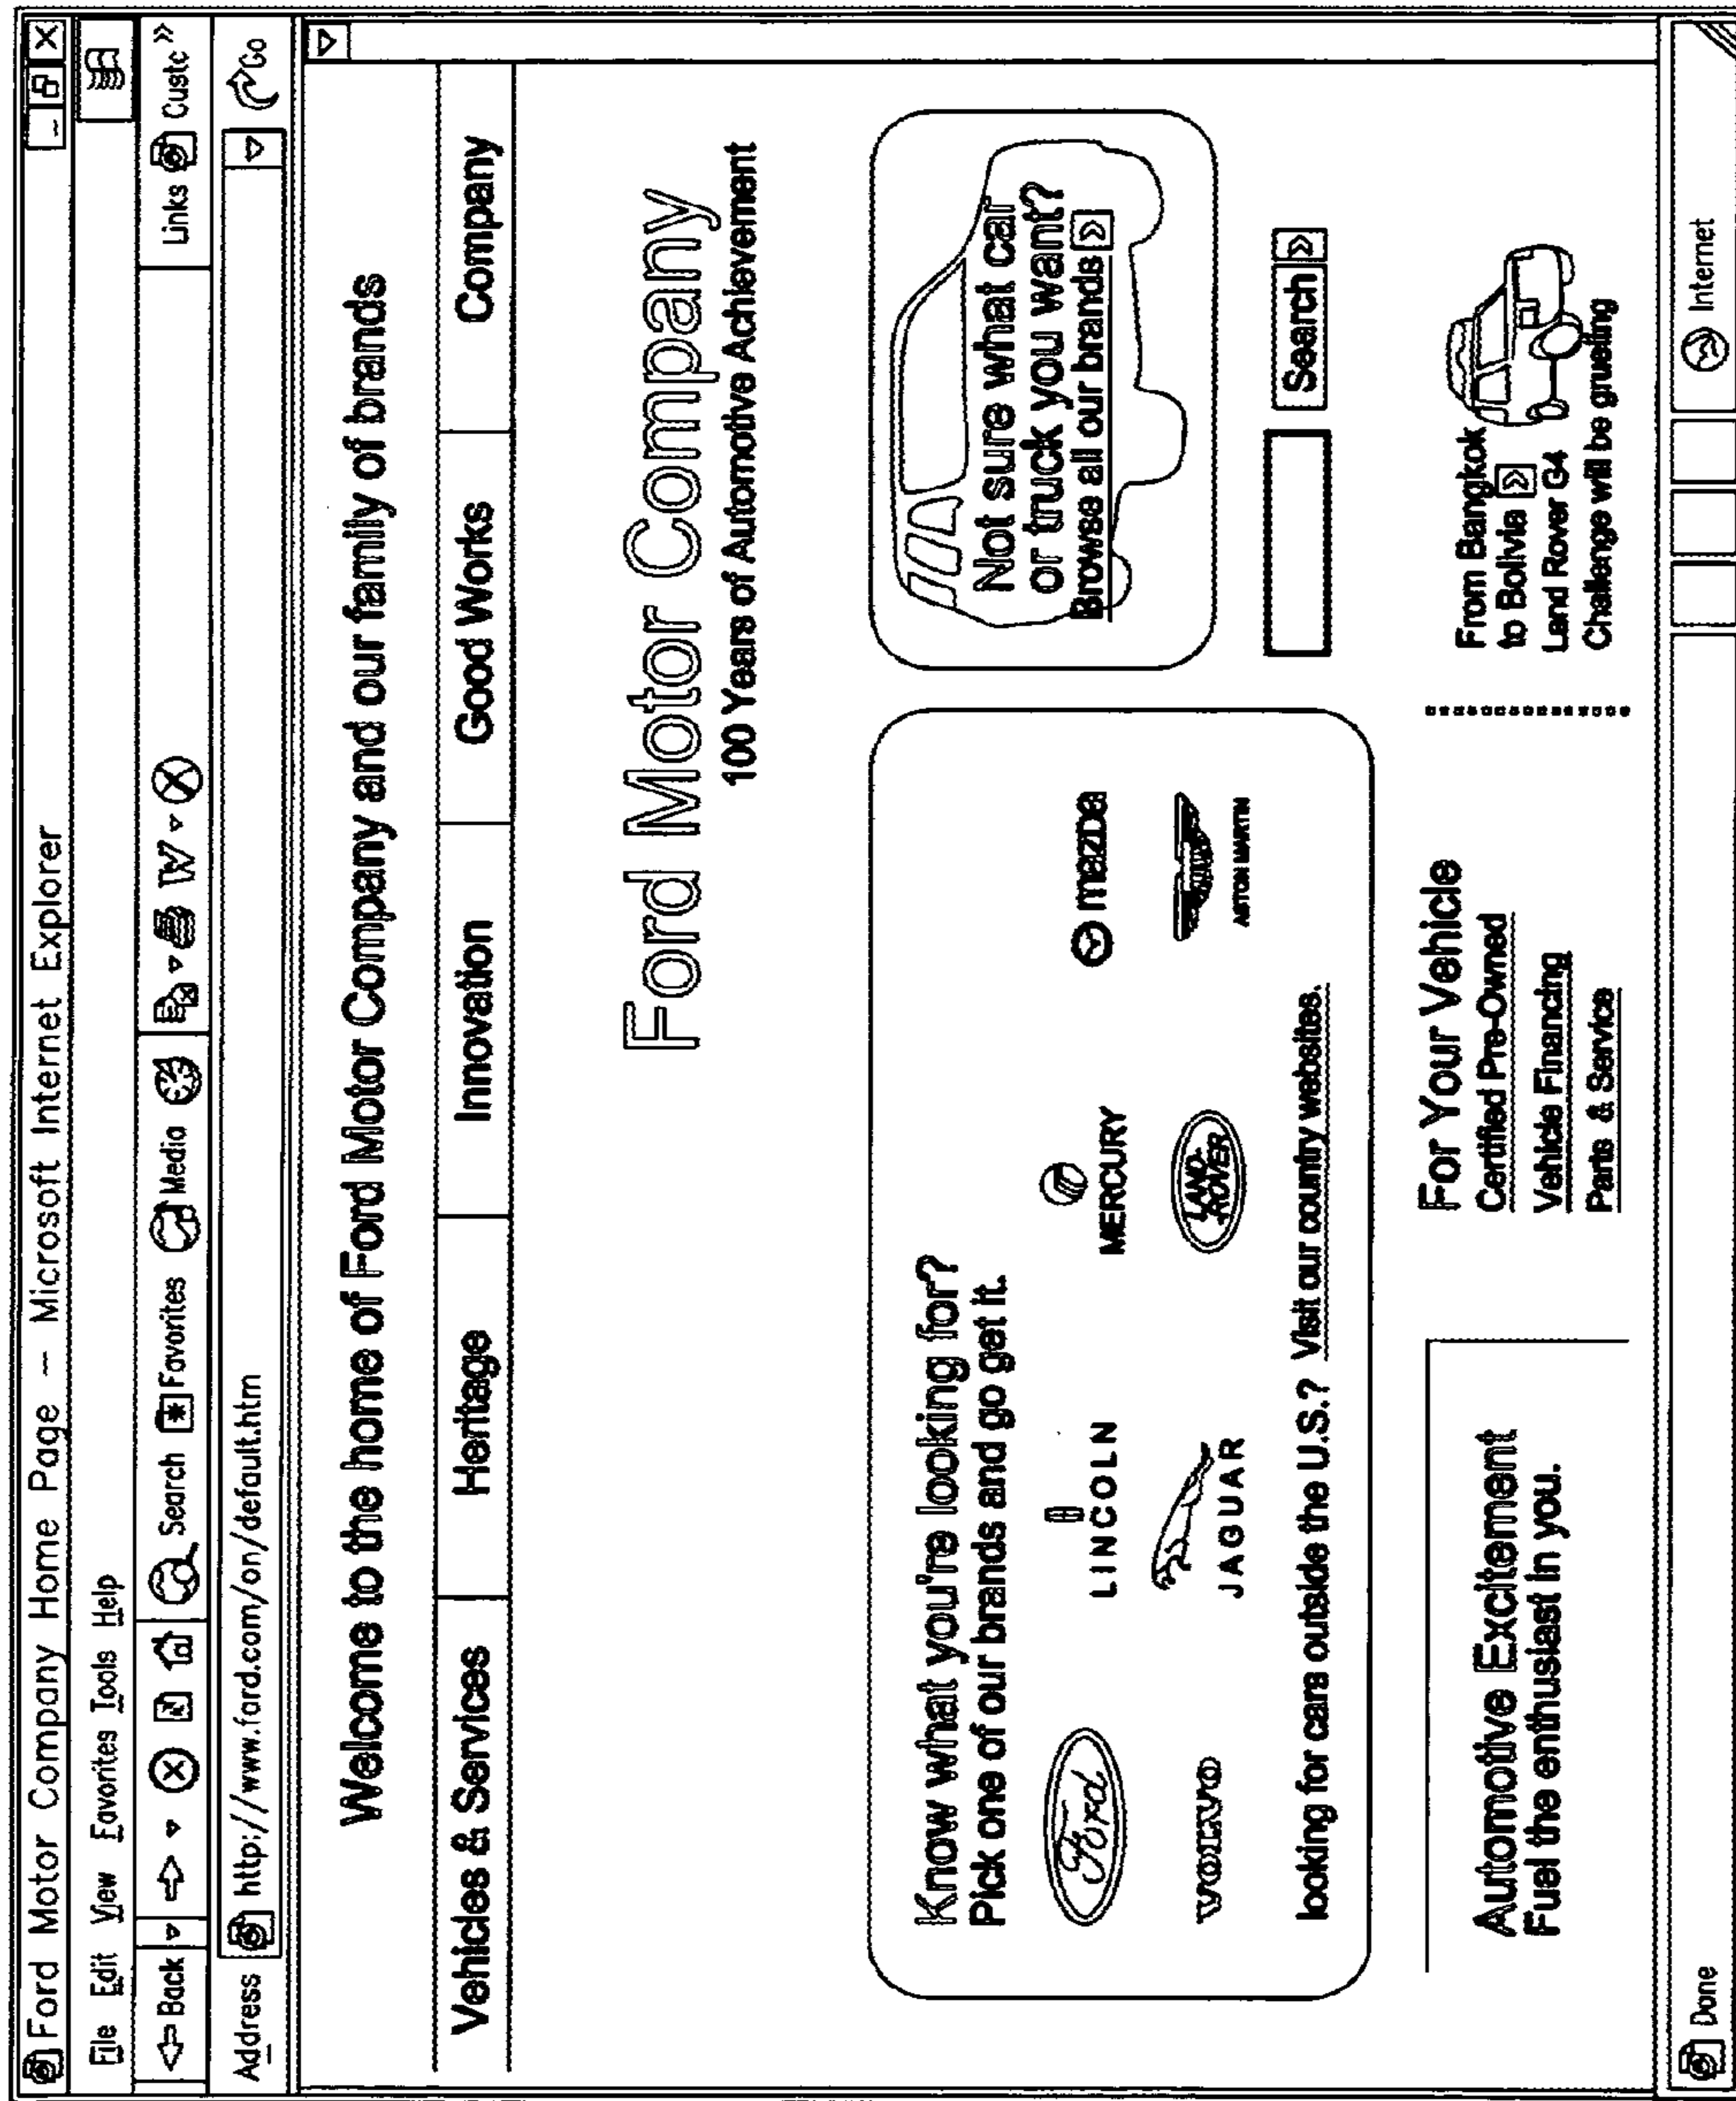 Ford Motor Company Home Page — Microsoft Internet Explorer
File Edit View Favorites Tools Help
Back Search Favorites Media W Links Custc »
Address http://www.ford.com/on/default.htm Go
Welcome to the home of Ford Motor Company and our family of brands
Vehicles & Services Heritage Innovation Good Works Company
Ford Motor Company
100 Years of Automotive Achievement
Know what you're looking for?
Pick one of our brands and go get it.
Ford LINCOLN MERCURY mazda
VOLVO JAGUAR LAND-ROVER ASTON MARTIN
looking for cars outside the U.S.? Visit our country websites.
Not sure what car
or truck you want?
Browse all our brands »
Search »
Automotive Excitement
Fuel the enthusiast in you.
For Your Vehicle
Certified Pre-Owned
Vehicle Financing
Parts & Service
From Bangkok
to Bolivia »
Land Rover G4
Challenge will be grueling
Done Internet